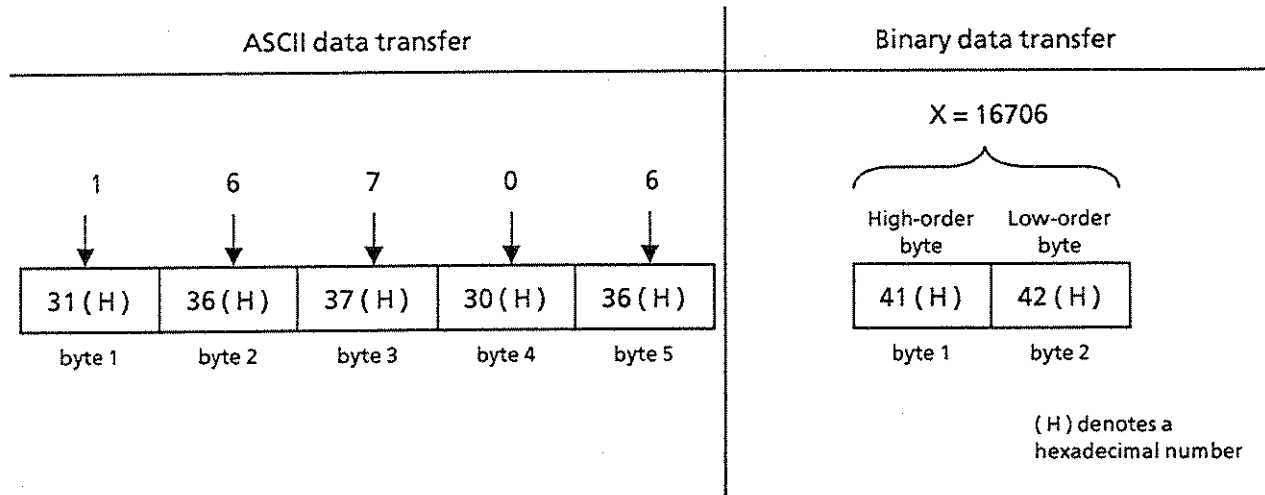 ASCII data transfer
1 6 7 0 6
31 ( H ) 36 ( H ) 37 ( H ) 30 ( H ) 36 ( H )
byte 1 byte 2 byte 3 byte 4 byte 5
Binary data transfer
X = 16706
High-order Low-order
byte byte
41 ( H ) 42 ( H )
byte 1 byte 2
( H ) denotes a
hexadecimal number